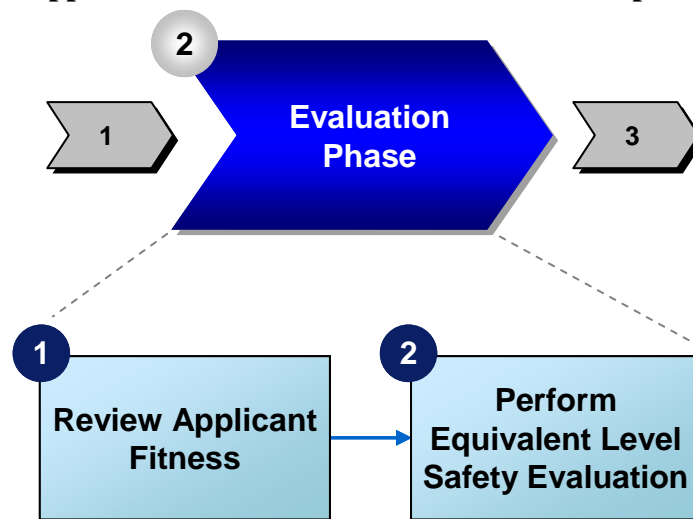 2
1
Evaluation
Phase
3
1
2
Review Applicant
Fitness
Perform
Equivalent Level
Safety Evaluation